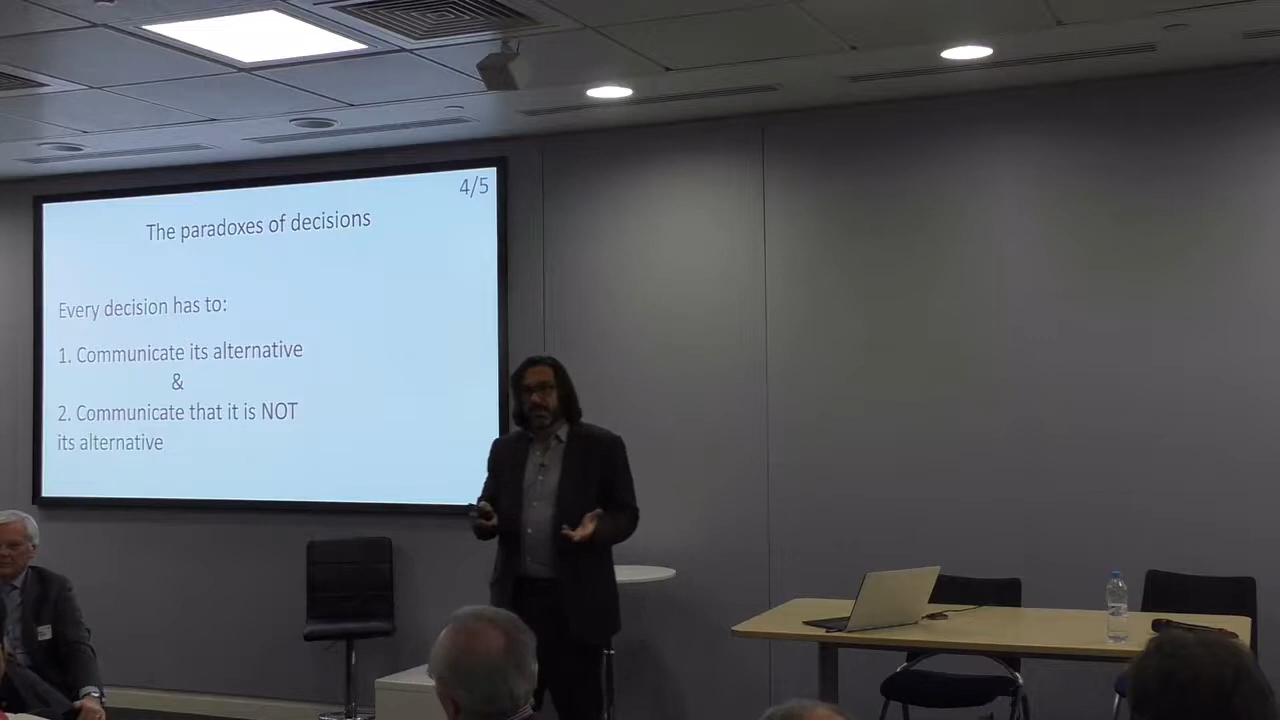 4/5
The paradoxes of decisions
Every decision has to:
1. Communicate its alternative
&
2. Communicate that it is NOT
its alternative